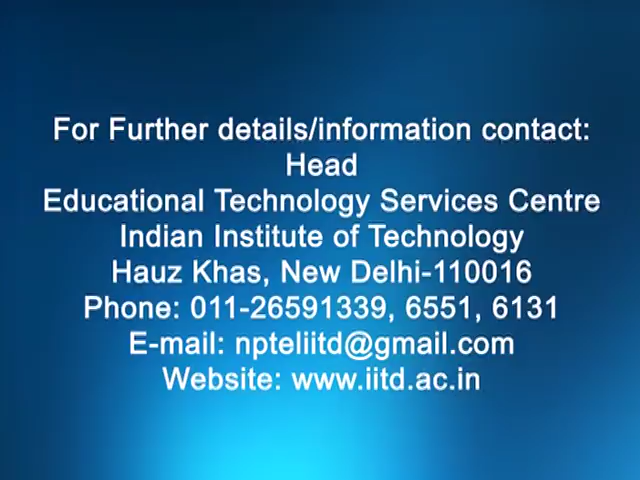 For Further details/information contact:
Head
Educational Technology Services Centre
Indian Institute of Technology
Hauz Khas, New Delhi-110016
Phone: 011-26591339, 6551, 6131
E-mail: npteliitd@gmail.com
Website: www.iitd.ac.in